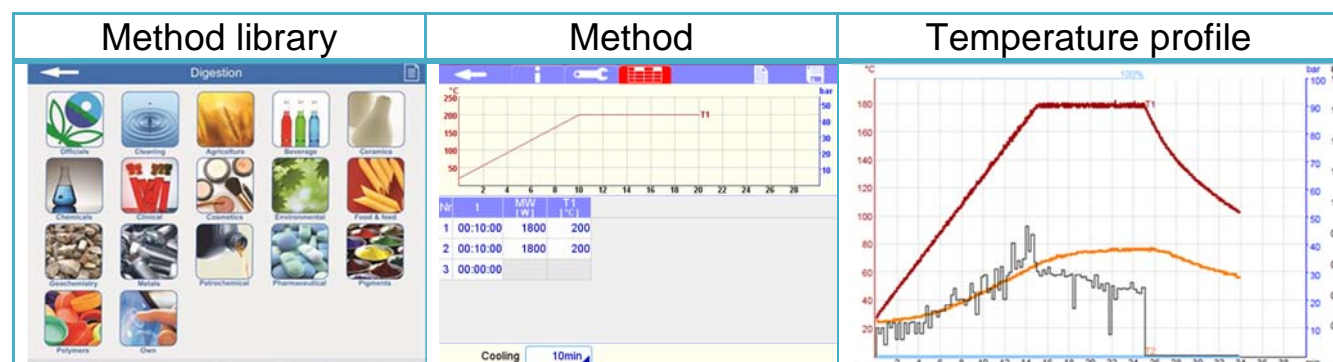 Method library Method Temperature profile
Digestion
Officials Cleaning Agriculture Beverage Ceramics
Chemicals Clinical Cosmetics Environmental Food & feed
Geochemistry Metals Petrochemical Pharmaceutical Pigments
Polymers Own
°C bar
250
200
150
100
50
50
40
30
20
10
T1
2 4 6 8 10 12 14 16 18 20 22 24 26 28
Nr t MW [W] T1 [°C]
1 00:10:00 1800 200
2 00:10:00 1800 200
3 00:00:00
Cooling 10min
°C bar
100%
180
160
140
120
100
80
60
40
20
T1
100
90
80
70
60
50
40
30
20
10